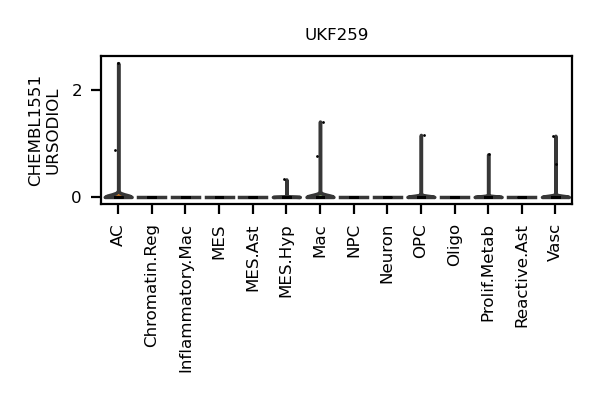 UKF259
CHEMBL1551
URSODIOL
2
0
AC
Chromatin.Reg
Inflammatory.Mac
MES
MES.Ast
MES.Hyp
Mac
NPC
Neuron
OPC
Oligo
Prolif.Metab
Reactive.Ast
Vasc